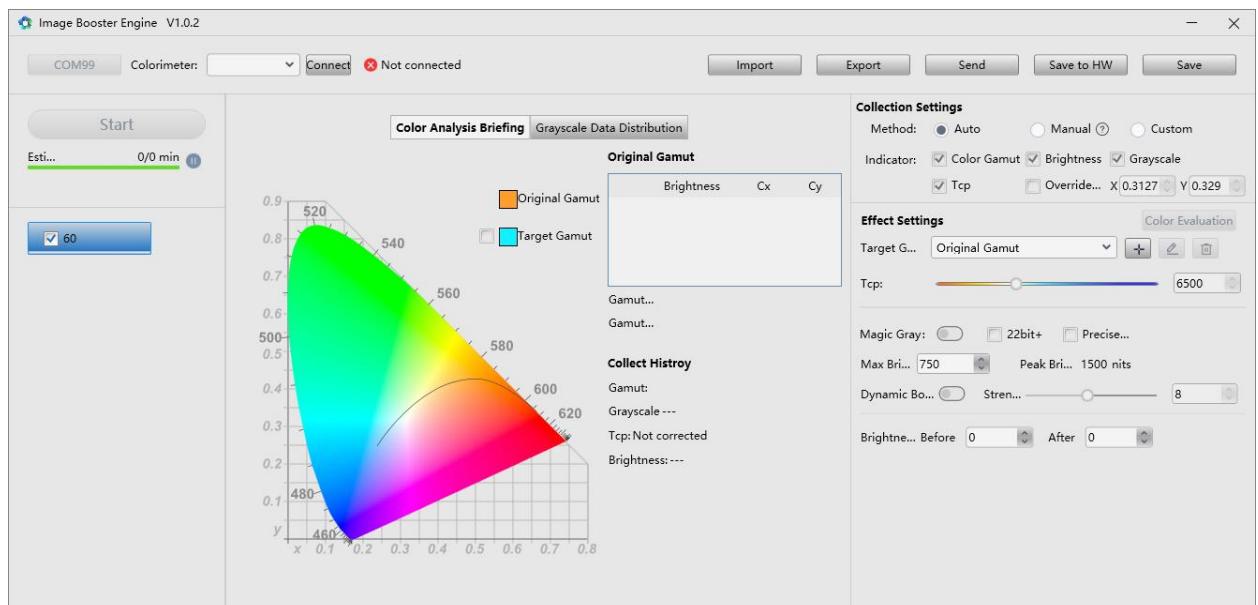 Image Booster Engine V1.0.2
COM99 Colorimeter: Connect Not connected Import Export Send Save to HW Save
Start
Esti... 0/0 min
60
Color Analysis Briefing Grayscale Data Distribution
Original Gamut
Target Gamut
0.9
0.8
0.7
0.6
0.5
0.4
0.3
0.2
0.1
y
x 0.1 0.2 0.3 0.4 0.5 0.6 0.7 0.8
520
540
560
580
600
620
500
480
460
Original Gamut
Brightness Cx Cy
Gamut...
Gamut...
Collect Histroy
Gamut:
Grayscale ---
Tcp: Not corrected
Brightness: ---
Collection Settings
Method: Auto Manual ? Custom
Indicator: Color Gamut Brightness Grayscale
Tcp Override... X 0.3127 Y 0.329
Effect Settings Color Evaluation
Target G... Original Gamut
Tcp: 6500
Magic Gray: 22bit+ Precise...
Max Bri... 750 Peak Bri... 1500 nits
Dynamic Bo... Stren... 8
Brightne... Before 0 After 0